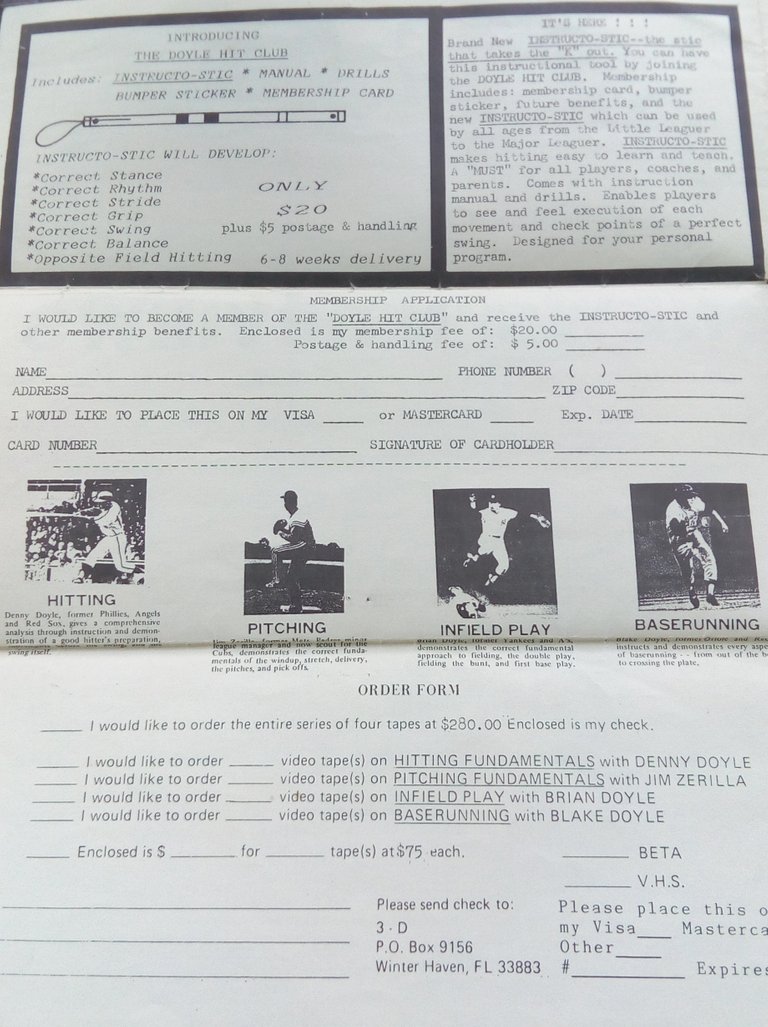 INTRODUCING
THE DOYLE HIT CLUB
Includes: INSTRUCTO-STIC * MANUAL * DRILLS
BUMPER STICKER * MEMBERSHIP CARD
INSTRUCTO-STIC WILL DEVELOP:
*Correct Stance
*Correct Rhythm
*Correct Stride
*Correct Grip
*Correct Swing
*Correct Balance
*Opposite Field Hitting
ONLY
$20
plus $5 postage & handling
6-8 weeks delivery
IT'S HERE ! ! !
Brand New INSTRUCTO-STIC--the stic
that takes the "K" out. You can have
this instructional tool by joining
the DOYLE HIT CLUB. Membership
includes: membership card, bumper
sticker, future benefits, and the
new INSTRUCTO-STIC which can be used
by all ages from the Little Leaguer
to the Major Leaguer. INSTRUCTO-STIC
makes hitting easy to learn and teach.
A "MUST" for all players, coaches, and
parents. Comes with instruction
manual and drills. Enables players
to see and feel execution of each
movement and check points of a perfect
swing. Designed for your personal
program.
MEMBERSHIP APPLICATION
I WOULD LIKE TO BECOME A MEMBER OF THE "DOYLE HIT CLUB" and receive the INSTRUCTO-STIC and
other membership benefits. Enclosed is my membership fee of: $20.00
Postage & handling fee of: $ 5.00
NAME PHONE NUMBER ( )
ADDRESS ZIP CODE
I WOULD LIKE TO PLACE THIS ON MY VISA or MASTERCARD Exp. DATE
CARD NUMBER SIGNATURE OF CARDHOLDER
HITTING
Denny Doyle, former Phillies, Angels
and Red Sox, gives a comprehensive
analysis through instruction and demon-
stration of a good hitter's preparation,
swing itself.
PITCHING
league manager and now scout for the
Cubs, demonstrates the correct funda-
mentals of the windup, stretch, delivery,
the pitches, and pick offs.
INFIELD PLAY
Brian Doyle, former Yankees and A's,
demonstrates the correct fundamental
approach to fielding, the double play,
fielding the bunt, and first base play.
BASERUNNING
Blake Doyle, former Oriole and
instructs and demonstrates every
of baserunning -- from out of the
to crossing the plate.
ORDER FORM
I would like to order the entire series of four tapes at $280.00 Enclosed is my check.
I would like to order video tape(s) on HITTING FUNDAMENTALS with DENNY DOYLE
I would like to order video tape(s) on PITCHING FUNDAMENTALS with JIM ZERILLA
I would like to order video tape(s) on INFIELD PLAY with BRIAN DOYLE
I would like to order video tape(s) on BASERUNNING with BLAKE DOYLE
Enclosed is $ for tape(s) at $75 each.
BETA
V.H.S.
Please send check to:
3 - D
P.O. Box 9156
Winter Haven, FL 33883
Please place this
my Visa
Other
# Expires